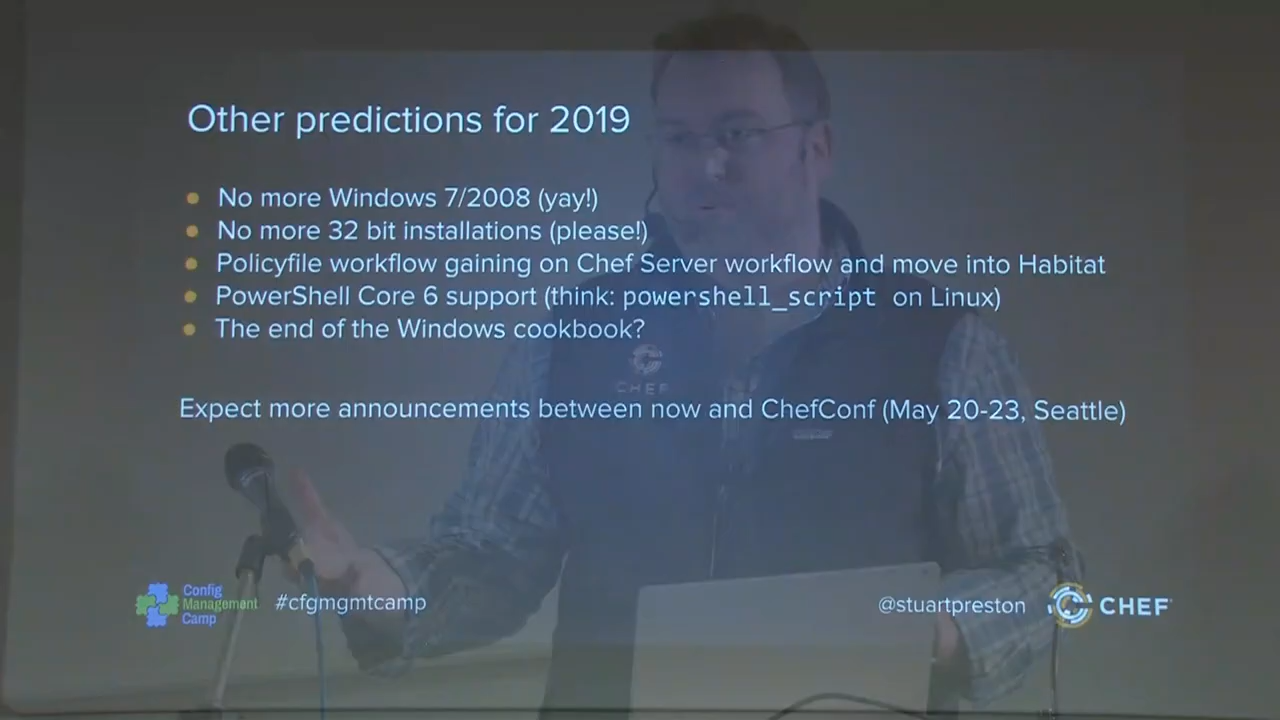 Other predictions for 2019
No more Windows 7/2008 (yay!)
No more 32 bit installations (please!)
Policyfile workflow gaining on Chef Server workflow and move into Habitat
PowerShell Core 6 support (think: powershell_script on Linux)
The end of the Windows cookbook?
CHEF
Expect more announcements between now and ChefConf (May 20-23, Seattle)
Config
Management
Camp
#cfgmgmtcamp
@stuartpreston
CHEF